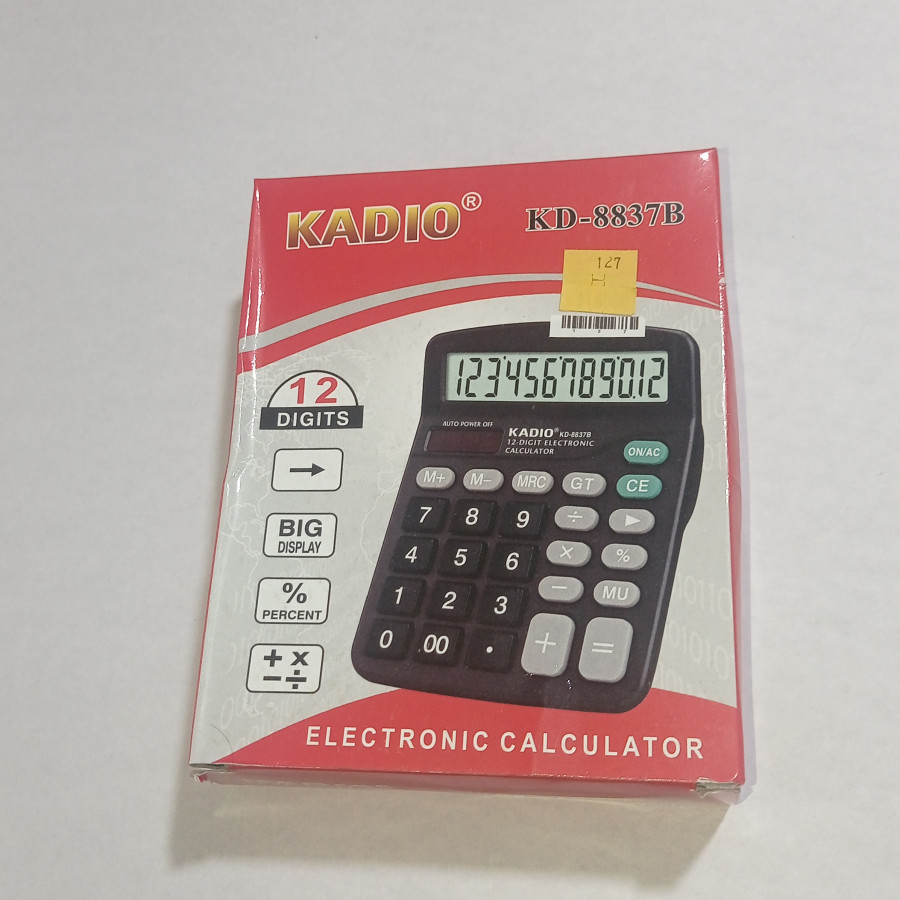 KADIO®
KD-8837B
127
H
123456789012
AUTO POWER OFF
KADIO® KD-8837B
12-DIGIT ELECTRONIC
CALCULATOR
ON/AC
M+ M− MRC GT CE
7 8 9 ÷ ▶
4 5 6 × %
1 2 3 − MU
0 .00 • + =
12
DIGITS
→
BIG
DISPLAY
%
PERCENT
+ x
− ÷
ELECTRONIC CALCULATOR